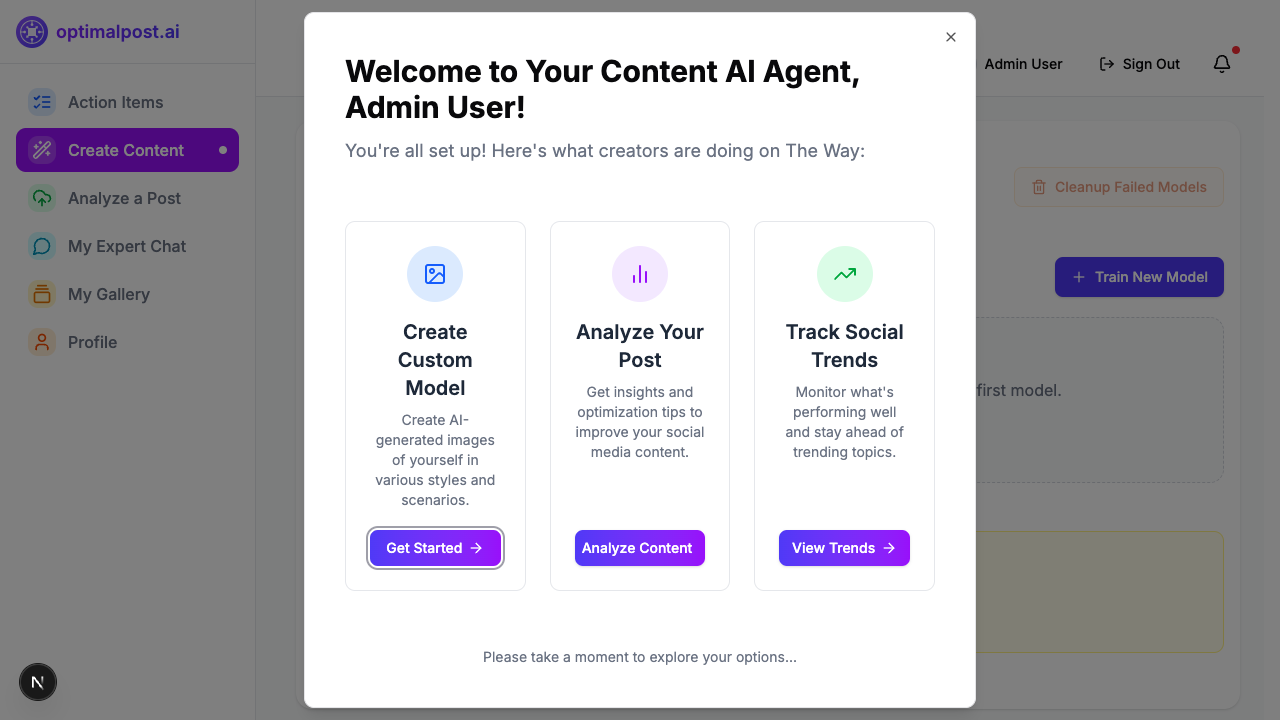 optimalpost.ai
Action Items
Create Content
Analyze a Post
My Expert Chat
My Gallery
Profile
N
Admin User
Sign Out
Cleanup Failed Models
Train New Model
first model.
Welcome to Your Content AI Agent,
Admin User!
You're all set up! Here's what creators are doing on The Way:
Create
Custom
Model
Create AI-
generated images
of yourself in
various styles and
scenarios.
Get Started
Analyze Your
Post
Get insights and
optimization tips to
improve your social
media content.
Analyze Content
Track Social
Trends
Monitor what's
performing well
and stay ahead of
trending topics.
View Trends
Please take a moment to explore your options...